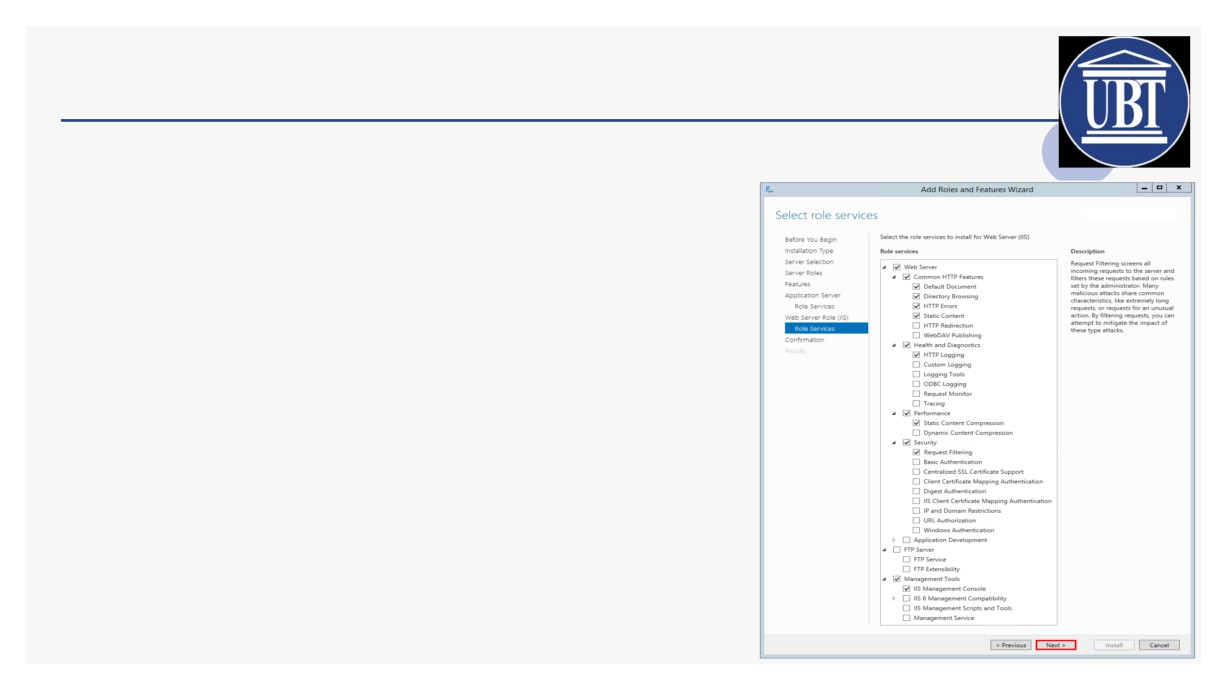 UBT
Add Roles and Features Wizard
Select role services
Before You Begin
Installation Type
Server Selection
Server Roles
Features
Application Server
Role Services
Web Server Role (IIS)
Role Services
Confirmation
Results
Select the role services to install for Web Server (IIS)
Role services
Web Server
Common HTTP Features
Default Document
Directory Browsing
HTTP Errors
Static Content
HTTP Redirection
WebDAV Publishing
Health and Diagnostics
HTTP Logging
Custom Logging
Logging Tools
ODBC Logging
Request Monitor
Tracing
Performance
Static Content Compression
Dynamic Content Compression
Security
Request Filtering
Basic Authentication
Centralized SSL Certificate Support
Client Certificate Mapping Authentication
Digest Authentication
IIS Client Certificate Mapping Authentication
IP and Domain Restrictions
URL Authorization
Windows Authentication
Application Development
FTP Server
FTP Service
FTP Extensibility
Management Tools
IIS Management Console
IIS 6 Management Compatibility
IIS Management Scripts and Tools
Management Service
Description
Request Filtering screens all
incoming requests to the server and
filters these requests based on rules
set by the administrator. Many
malicious attacks share common
characteristics, like extremely long
requests, or requests for an unusual
action. By filtering requests, you can
attempt to mitigate the impact of
these type attacks.
< Previous Next > Install Cancel